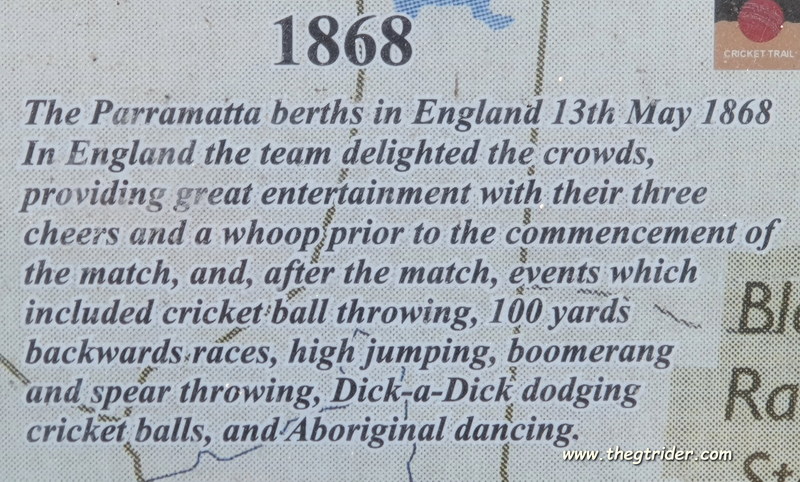 1868
CRICKET TRAIL
The Parramatta berths in England 13th May 1868
In England the team delighted the crowds,
providing great entertainment with their three
cheers and a whoop prior to the commencement of
the match, and, after the match, events which
included cricket ball throwing, 100 yards
backwards races, high jumping, boomerang
and spear throwing, Dick-a-Dick dodging
cricket balls, and Aboriginal dancing.
Ra
St
www.thegtrider.com